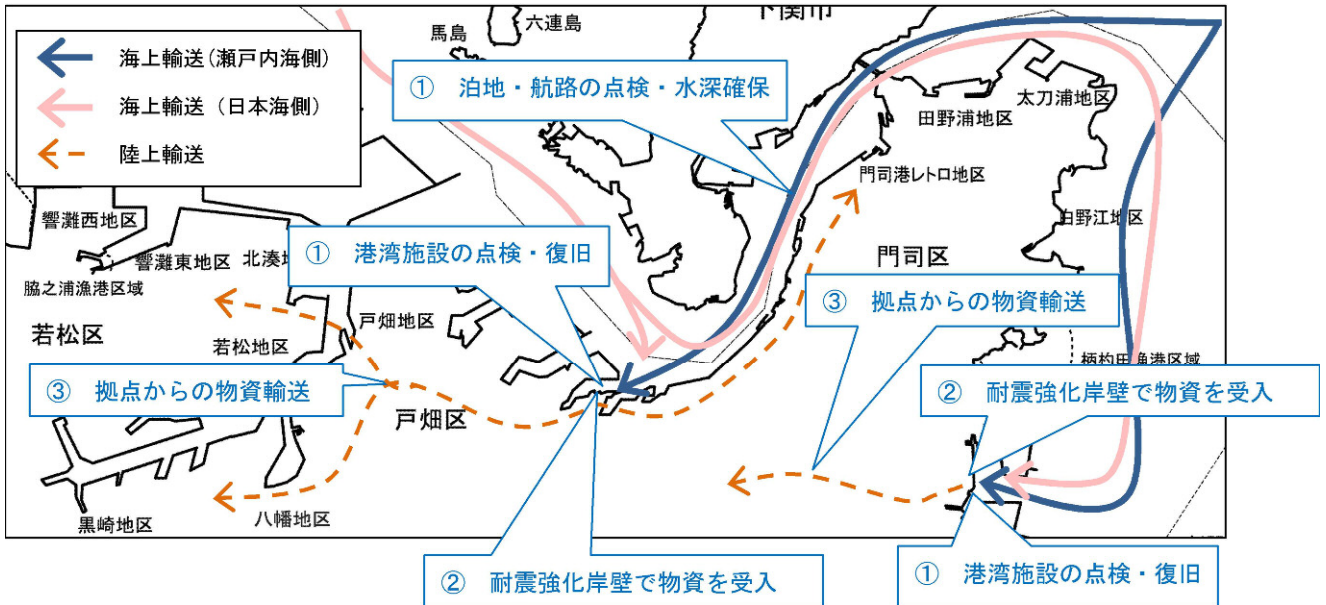 下関市
六連島
馬島
海上輸送(瀬戸内海側)
海上輸送（日本海側）
陸上輸送
① 泊地・航路の点検・水深確保
太刀浦地区
田野浦地区
門司港レトロ地区
白野江地区
門司区
響灘西地区
響灘東地区
北湊地
脇之浦漁港区域
① 港湾施設の点検・復旧
戸畑地区
若松区
若松地区
③ 拠点からの物資輸送
③ 拠点からの物資輸送
柄杓田漁港区域
② 耐震強化岸壁で物資を受入
戸畑区
黒崎地区
八幡地区
② 耐震強化岸壁で物資を受入
① 港湾施設の点検・復旧